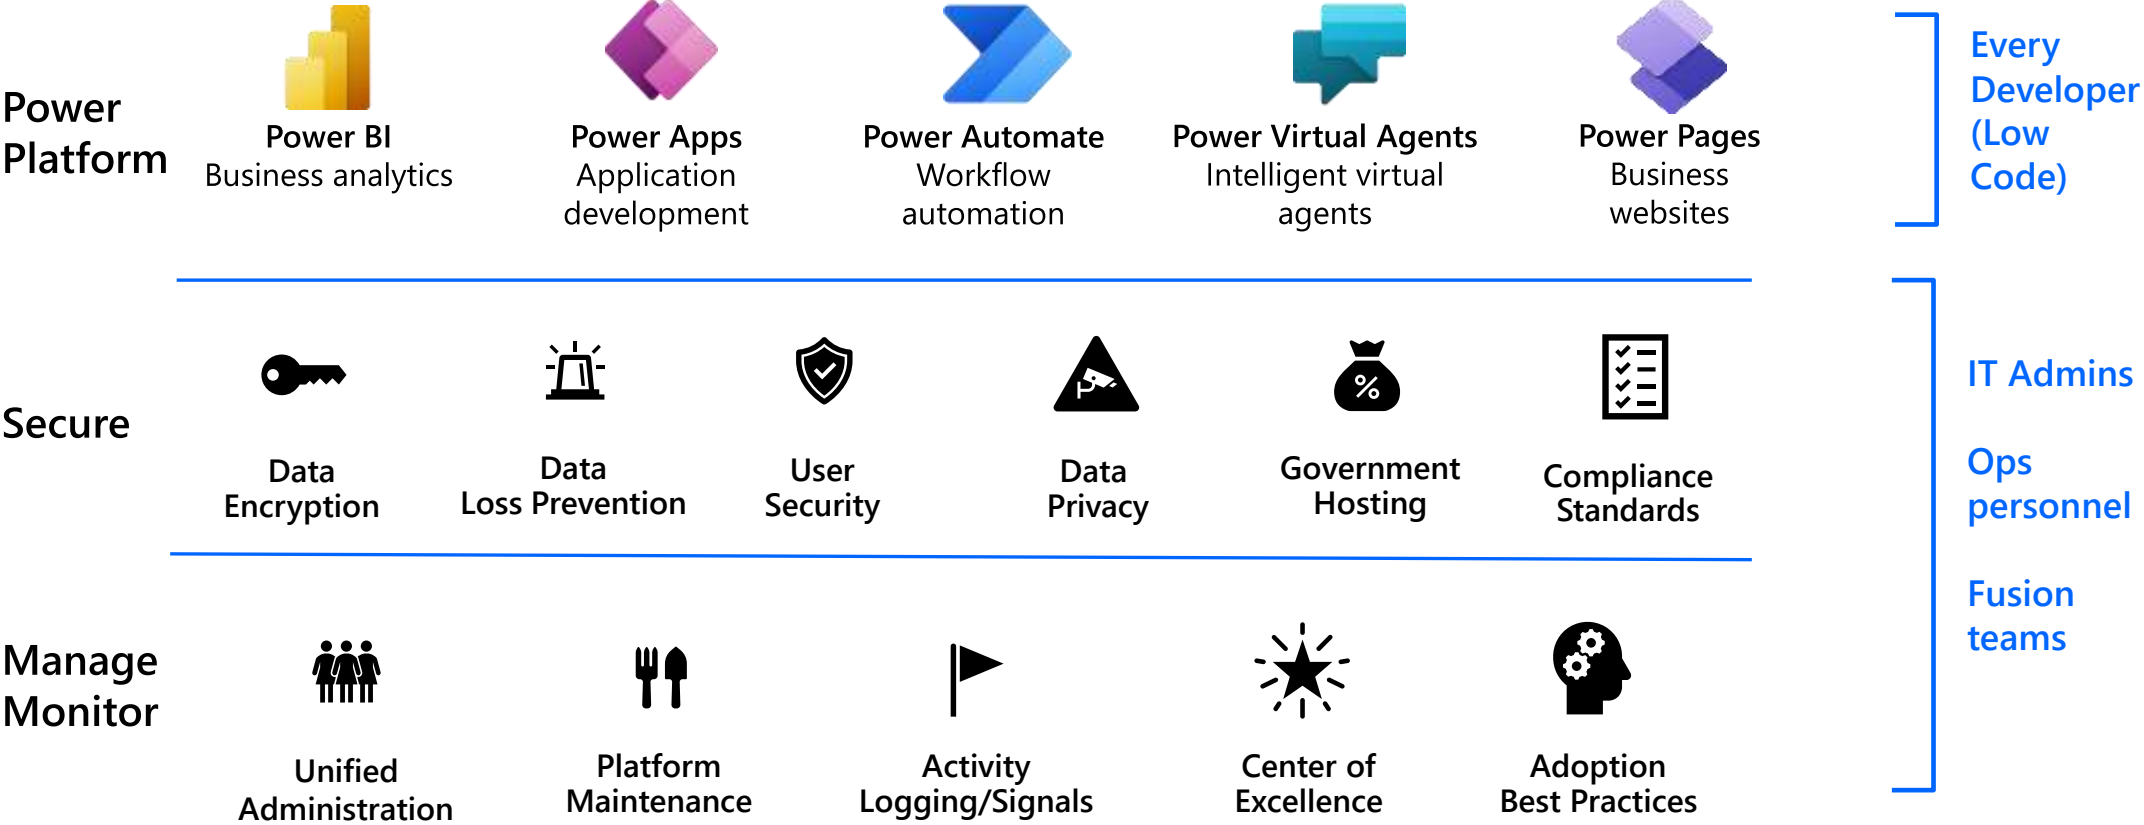 Power
Platform
Power BI
Business analytics
Power Apps
Application
development
Power Automate
Workflow
automation
Power Virtual Agents
Intelligent virtual
agents
Power Pages
Business
websites
Every
Developer
(Low
Code)
Secure
Data
Encryption
Data
Loss Prevention
User
Security
Data
Privacy
%
Government
Hosting
Compliance
Standards
IT Admins
Ops
personnel
Fusion
teams
Manage
Monitor
Unified
Administration
Platform
Maintenance
Activity
Logging/Signals
Center of
Excellence
Adoption
Best Practices